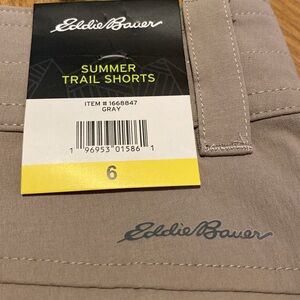 Eddie Bauer
SUMMER
TRAIL SHORTS
ITEM # 1668847
GRAY
1 96953 01586 1
6
Eddie Bauer